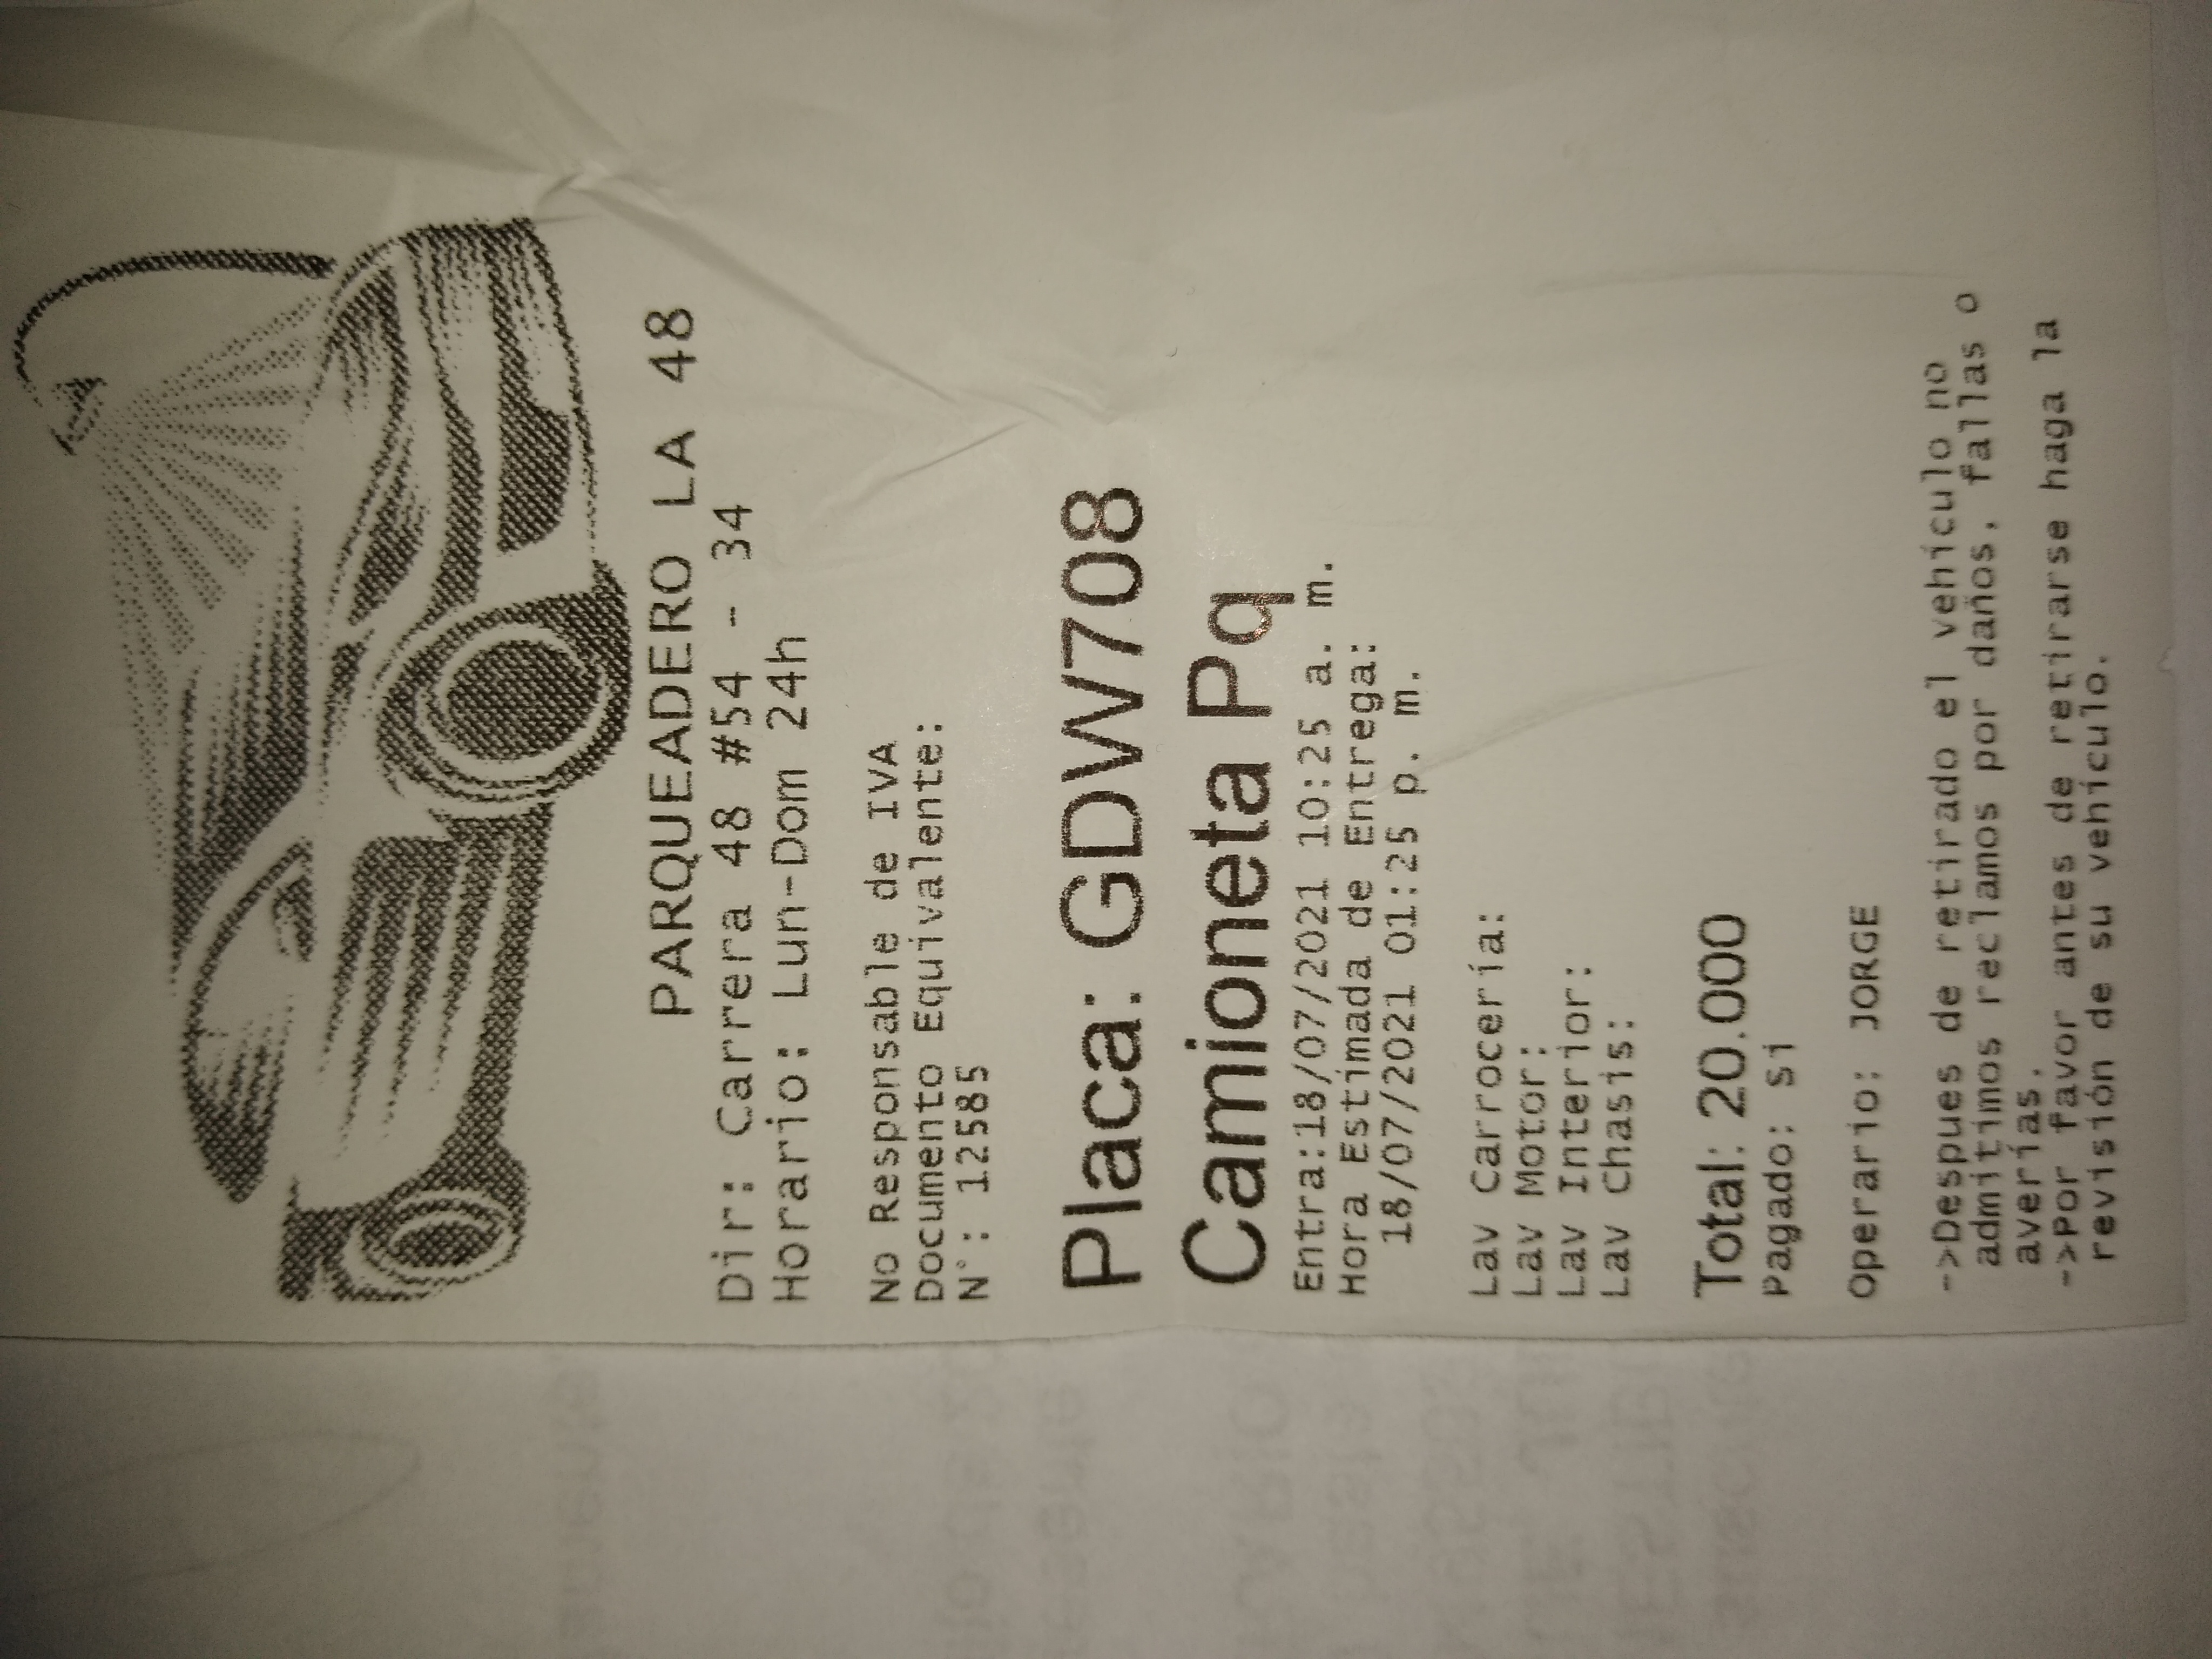 PARQUEADERO LA 48
Dir: Carrera 48 #54 - 34
Horario: Lun-Dom 24h
No Responsable de IVA
Documento Equivalente:
N°: 12585
Placa: GDW708
Camioneta Pq
Entra:18/07/2021 10:25 a. m.
Hora Estimada de Entrega:
18/07/2021 01:25 p. m.
Lav Carrocería:
Lav Motor:
Lav Interior:
Lav Chasis:
Total: 20.000
Pagado: si
Operario: JORGE
->Despues de retirado el vehículo no
admitimos reclamos por daños, fallas o
averías.
->Por favor antes de retirarse haga la
revisión de su vehículo.